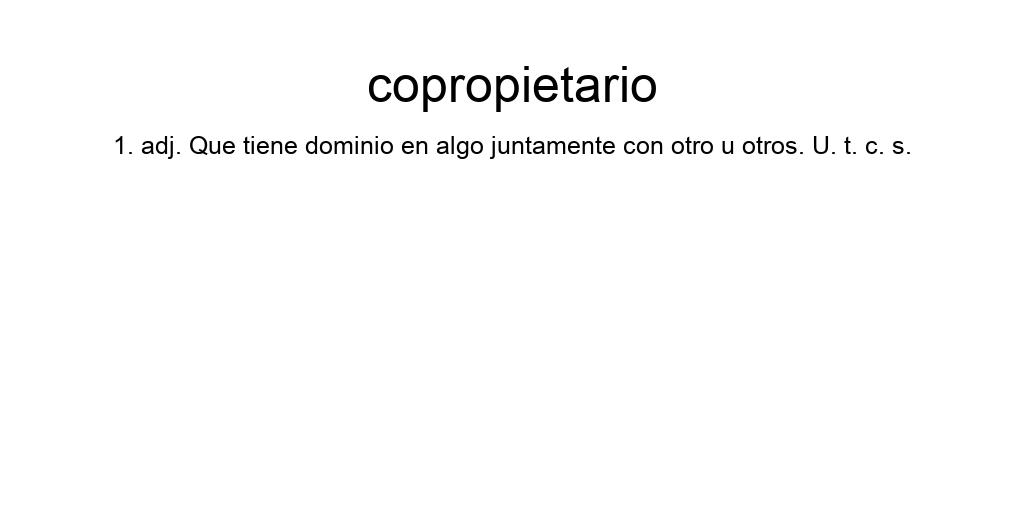 copropietario
1. adj. Que tiene dominio en algo juntamente con otro u otros. U. t. c. s.